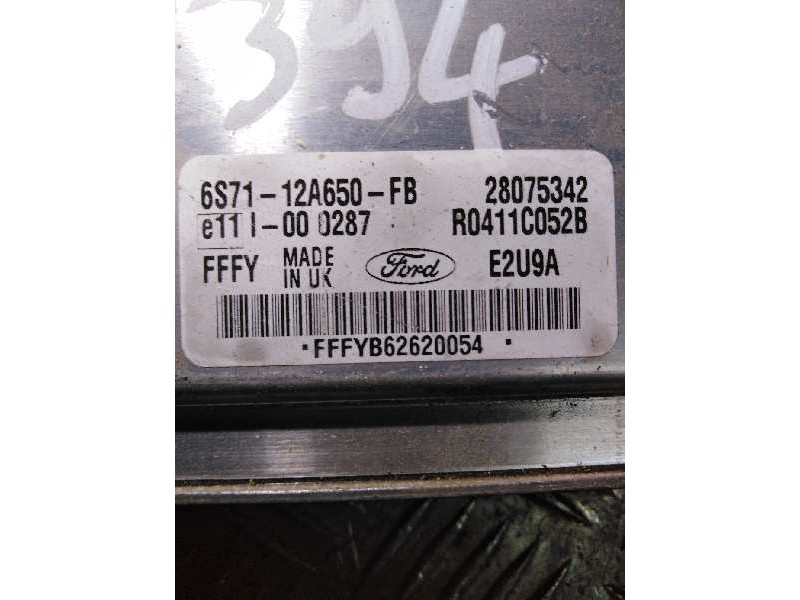 394
6S71-12A650-FB 28075342
e11 I-00 0287 R0411C052B
FFFY MADE IN UK Ford E2U9A
·FFFYB62620054 ·